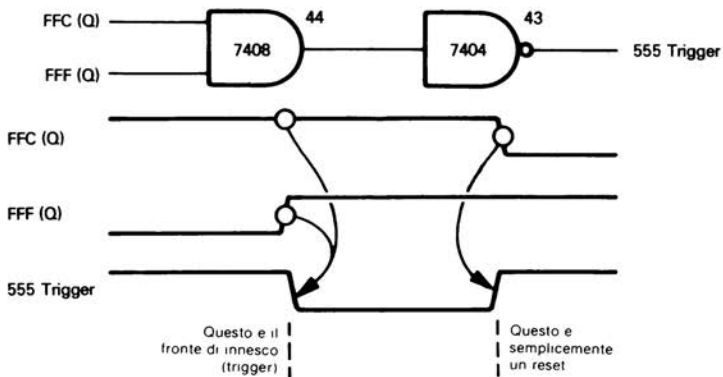 FFC (Q)
44
43
7408
7404
555 Trigger
FFF (Q)
FFC (Q)
FFF (Q)
555 Trigger
Questo e il
fronte di innesco
(trigger)
Questo e
semplicemente
un reset